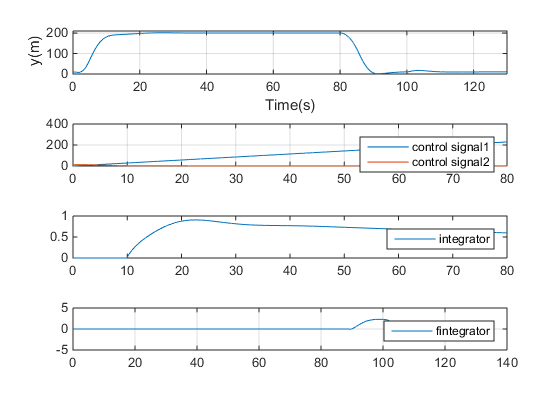 200
100
0
y(m)
0 20 40 60 80 100 120
Time(s)
400
200
0
control signal1
control signal2
0 10 20 30 40 50 60 70 80
1
0.5
0
integrator
0 10 20 30 40 50 60 70 80
5
0
-5
fintegrator
0 20 40 60 80 100 120 140